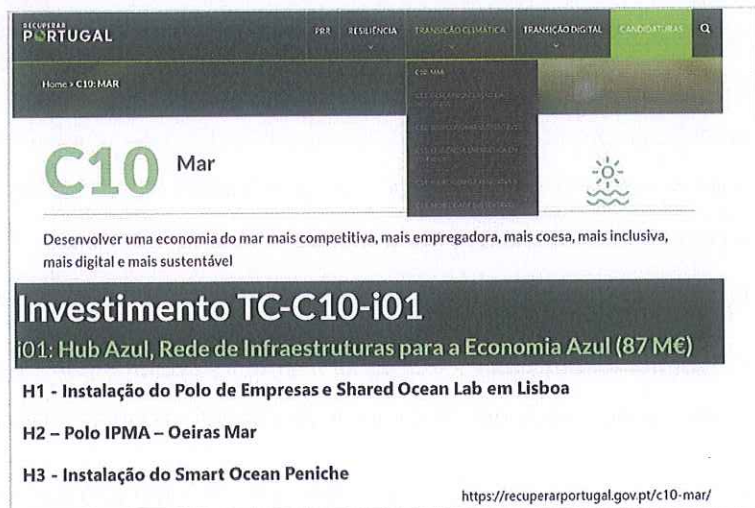 RECUPERAR
PORTUGAL
PRR RESILIÊNCIA TRANSIÇÃO CLIMÁTICA TRANSIÇÃO DIGITAL CANDIDATURAS
Home > C10: MAR
C10: MAR
C10 Mar
Desenvolver uma economia do mar mais competitiva, mais empregadora, mais coesa, mais inclusiva,
mais digital e mais sustentável
Investimento TC-C10-i01
i01: Hub Azul, Rede de Infraestruturas para a Economia Azul (87 M€)
H1 - Instalação do Polo de Empresas e Shared Ocean Lab em Lisboa
H2 – Polo IPMA – Oeiras Mar
H3 - Instalação do Smart Ocean Peniche
https://recuperarportugal.gov.pt/c10-mar/